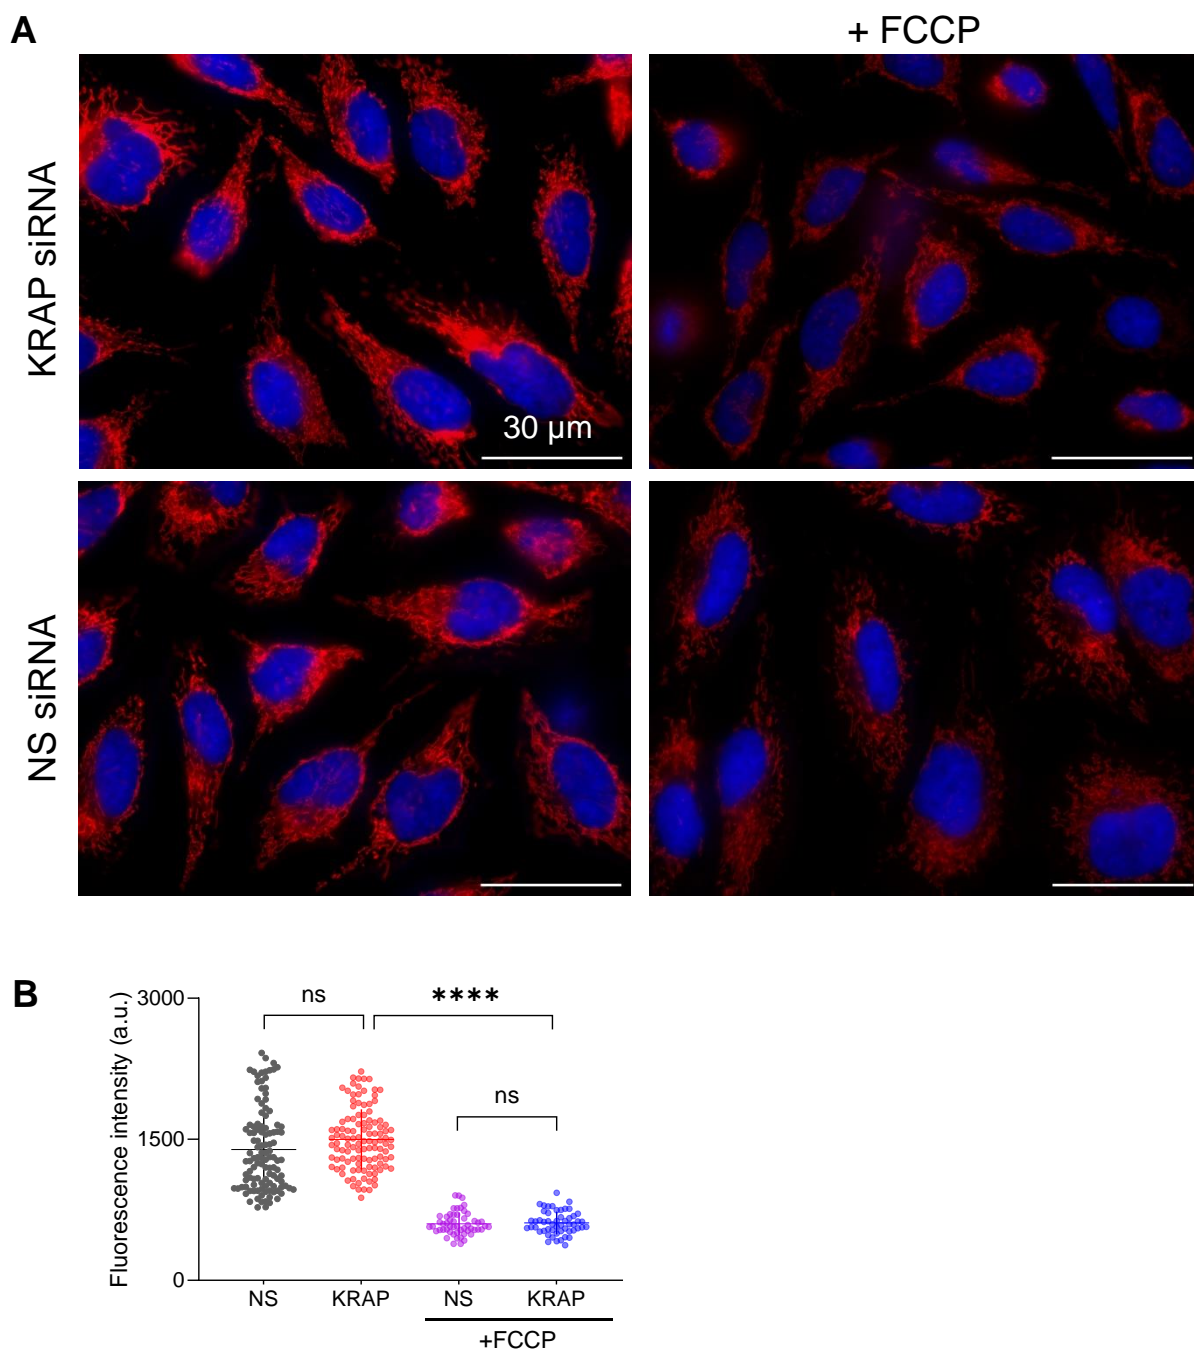 A
+ FCCP
KRAP siRNA
30 µm
NS siRNA
B
Fluorescence intensity (a.u.)
3000
1500
0
ns
****
ns
NS
KRAP
NS
KRAP
+FCCP